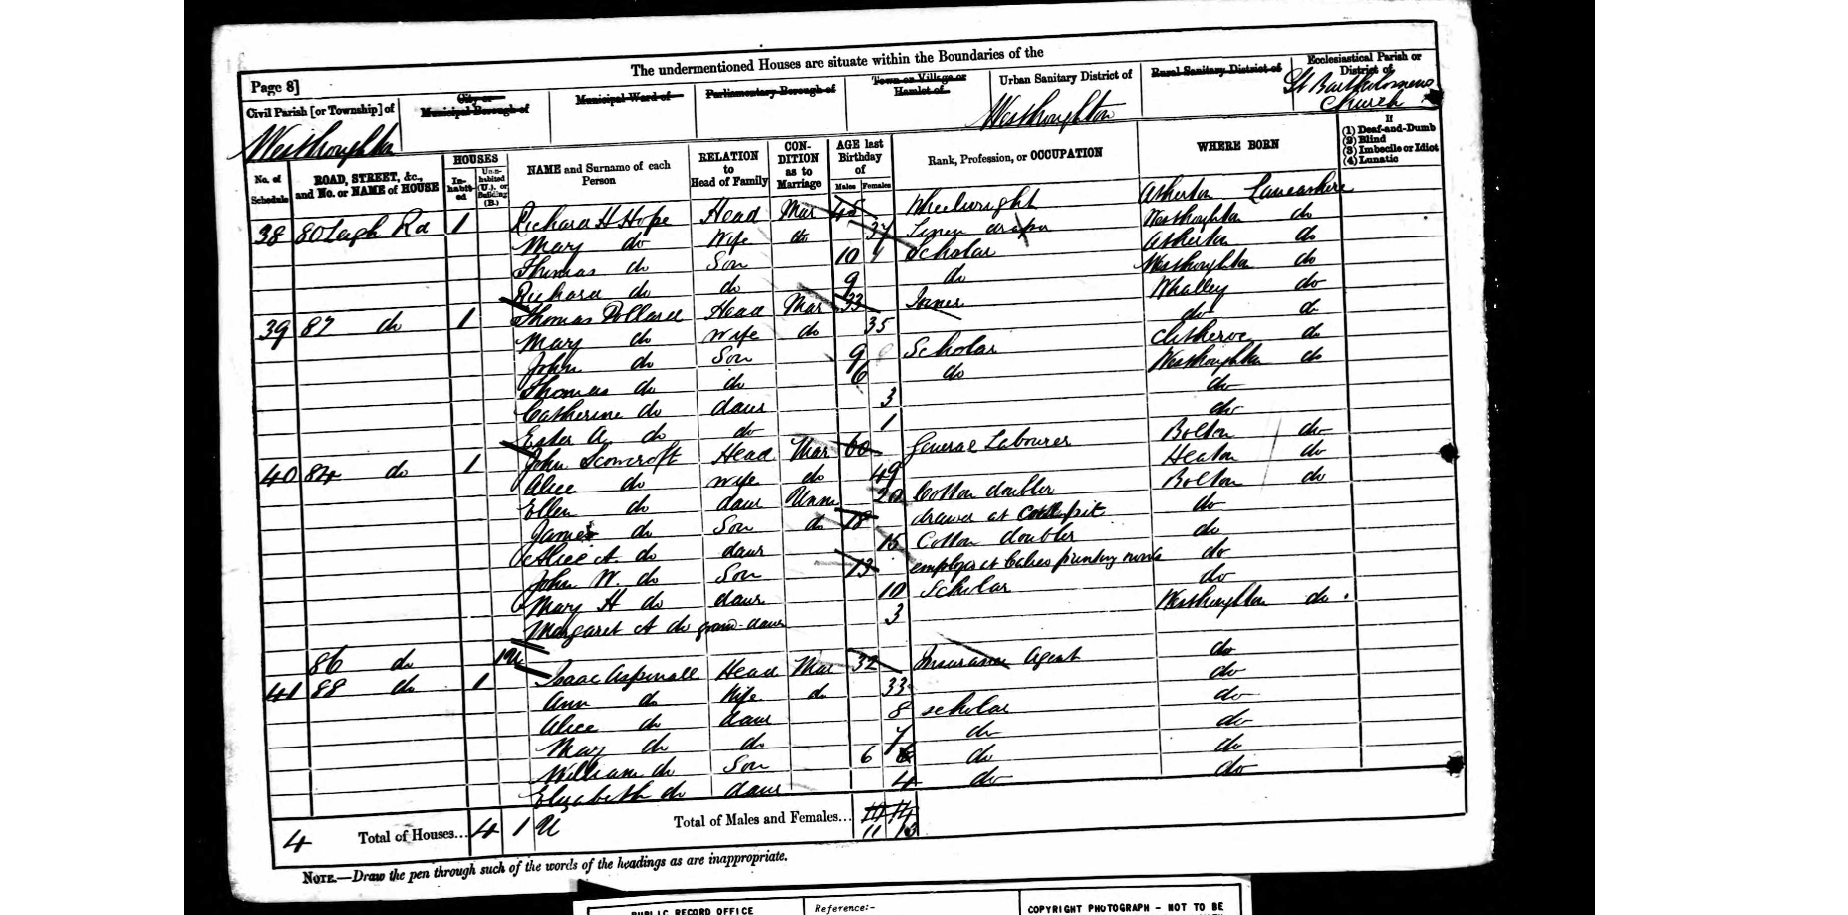 The undermentioned Houses are situate within the Boundaries of the
Page 8]
Civil Parish [or Township] of
Westhoughton
City or Municipal Borough of
Municipal Ward of
Parliamentary Borough of
Town or Village or Hamlet of
Urban Sanitary District of
Westhoughton
Rural Sanitary District of
Ecclesiastical Parish or District of
St Bartholomews Church
No. of Schedule
ROAD, STREET, &c., and No. or NAME of HOUSE
HOUSES
In-habit-ed
Un-inhabited (U.), or Building (B.)
NAME and Surname of each Person
RELATION to Head of Family
CON-DITION as to Marriage
AGE last Birthday of
Males
Females
Rank, Profession, or OCCUPATION
WHERE BORN
If
(1) Deaf-and-Dumb
(2) Blind
(3) Imbecile or Idiot
(4) Lunatic
38 80 Leigh Rd 1 Richard H Hope Head Mar 45 Wheelwright Atherton Lancashire
Mary do Wife do 37 Linen draper Westhoughton do
Thomas do Son 10 Scholar Atherton do
Richard do do 9 do Westhoughton do
39 82 do 1 Thomas Pollard Head Mar 33 Joiner Whalley do
Mary do wife do 35 do do
John do Son 9 Scholar Clitheroe do
Thomas do do 6 do Westhoughton do
Catherine do daur 3 do
Ester A. do do 1 do
40 84 do 1 John Scowcroft Head Mar 60 General Labourer Bolton do
Alice do wife do 49 Heaton do
Ellen do daur Unm 20 Cotton doubler Bolton do
James do Son do 18 drawer at Coal pit do
Alice A. do daur 15 Cotton doubler do
John W. do Son 13 employed at Calico printing works do
Mary H do daur 10 Scholar do
Margaret A do grand-daur 3 Westhoughton do
86 do 1U
41 88 do 1 Isaac Aspinall Head Mar 32 Insurance Agent do
Ann do Wife do 33 do
Alice do daur 8 scholar do
May do do 7 do do
William do Son 6 do do
Elizabeth do daur 4 do do
4 Total of Houses... 4 1 U Total of Males and Females... 11 13
NOTE.—Draw the pen through such of the words of the headings as are inappropriate.
PUBLIC RECORD OFFICE
Reference:-
COPYRIGHT PHOTOGRAPH - NOT TO BE